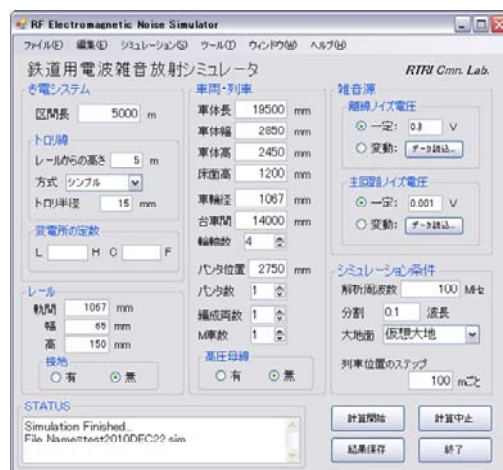 RF Electromagnetic Noise Simulator
ファイル(F) 編集(E) シミュレーション(S) ツール(T) ウィンドウ(W) ヘルプ(H)
鉄道用電波雑音放射シミュレータ
RTRI Cmn. Lab.
き電システム
区間長 5000 m
トロリ線
レールからの高さ 5 m
方式 シンプル
トロリ半径 15 mm
変電所の定数
L H C F
レール
軌間 1067 mm
幅 65 mm
高 150 mm
接地
有 無
車両・列車
車体長 19500 mm
車体幅 2850 mm
車体高 2450 mm
床面高 1200 mm
車輪径 1067 mm
台車間 14000 mm
輪軸数 4
パンタ位置 2750 mm
パンタ数 1
編成両数 1
M車数 1
高圧母線
有 無
雑音源
離線ノイズ電圧
一定: V
変動: データ読込...
主回路ノイズ電圧
一定: 0.001 V
変動: データ読込...
シミュレーション条件
解析周波数 100 MHz
分割 0.1 波長
大地面 仮想大地
列車位置のステップ
100 mごと
STATUS
Simulation Finished...
File Name=test2010DEC22.sim
計算開始 計算中止
結果保存 終了